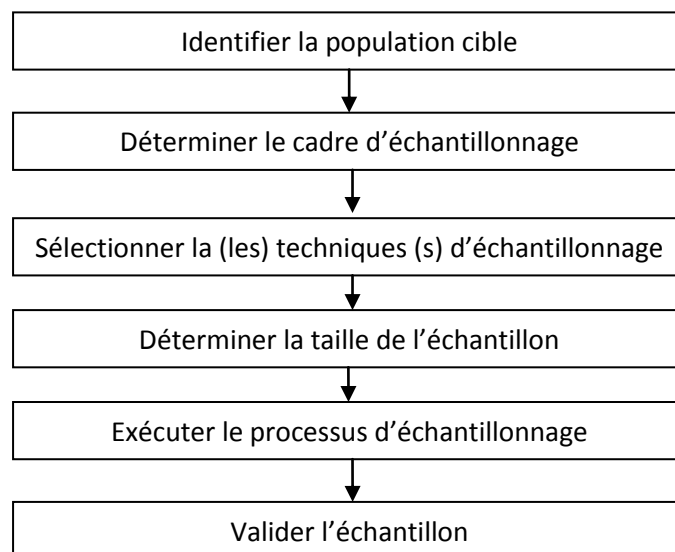 Identifier la population cible
Déterminer le cadre d’échantillonnage
Sélectionner la (les) techniques (s) d’échantillonnage
Déterminer la taille de l’échantillon
Exécuter le processus d’échantillonnage
Valider l’échantillon